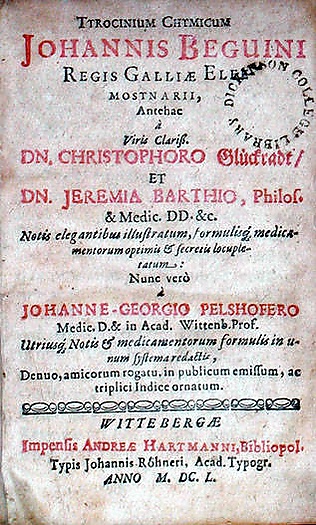 TYROCINIUM CHYMICUM
JOHANNIS BEGUINI
REGIS GALLIÆ ELEE-
MOSYNARII,
Antehac
à
Viris Clariss.
DN. CHRISTOPHORO Glückradt/
ET
DN. JEREMIA BARTHIO, Philos.
& Medic. DD. &c.
Notis elegantibus illustratum, formulisq; medica-
mentorum optimis & secretis locuple-
tatum:
Nunc verò
à
JOHANNE-GEORGIO PELSHOFERO
Medic. D. & in Acad. Wittenb. Prof.
Utriusq; Notis & medicamentorum formulis in u-
num systema redactis,
Denuo, amicorum rogatu, in publicum emissum, ac
triplici Indice ornatum.
WITTEBERGÆ
Impensis ANDREÆ HARTMANNI, Bibliopol.
Typis Johannis Röhneri, Acad. Typogr.
ANNO M. DC. L.
DICKINSON COLLEGE LIBRARY